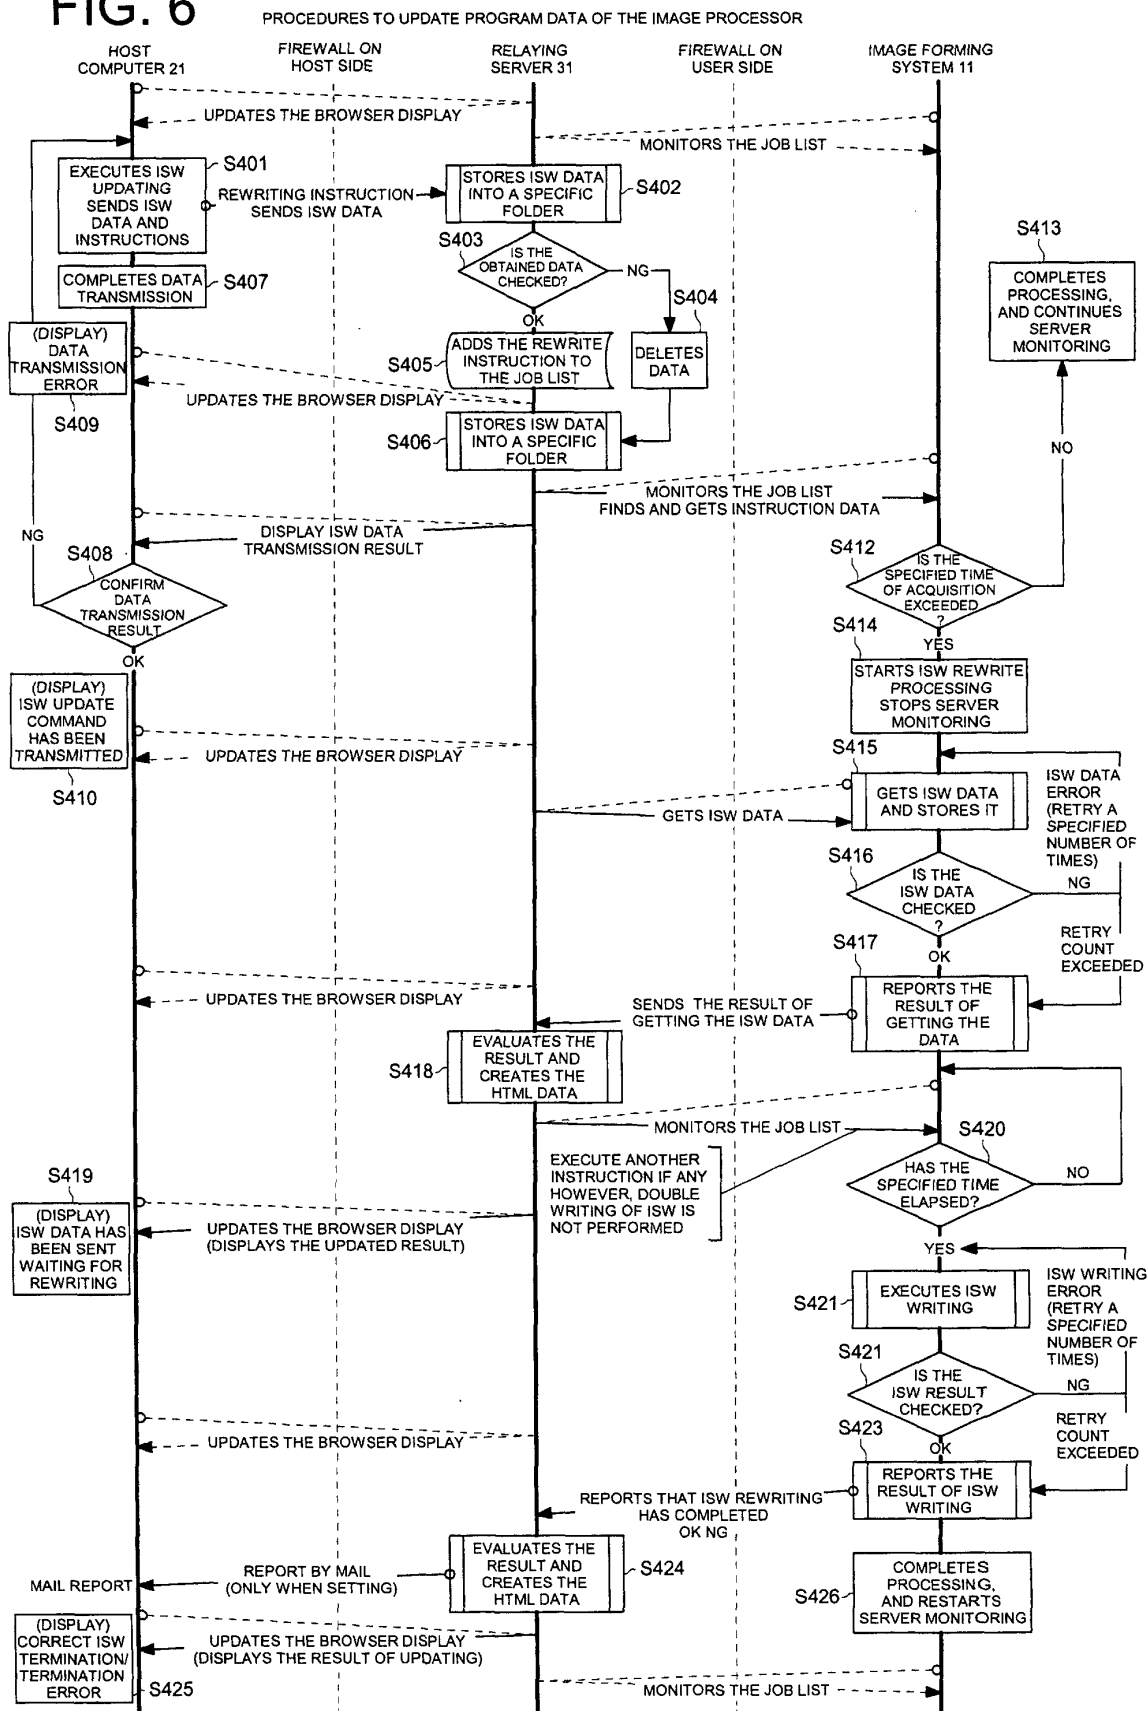 FIG. 6
PROCEDURES TO UPDATE PROGRAM DATA OF THE IMAGE PROCESSOR
HOST
COMPUTER 21
FIREWALL ON
HOST SIDE
RELAYING
SERVER 31
FIREWALL ON
USER SIDE
IMAGE FORMING
SYSTEM 11
UPDATES THE BROWSER DISPLAY
MONITORS THE JOB LIST
S401
EXECUTES ISW
UPDATING
SENDS ISW
DATA AND
INSTRUCTIONS
REWRITING INSTRUCTION
SENDS ISW DATA
STORES ISW DATA
INTO A SPECIFIC
FOLDER
S402
S403
IS THE
OBTAINED DATA
CHECKED?
NG
S404
OK
DELETES
DATA
S413
COMPLETES
PROCESSING,
AND CONTINUES
SERVER
MONITORING
COMPLETES DATA
TRANSMISSION
S407
(DISPLAY)
DATA
TRANSMISSION
ERROR
S409
S405
ADDS THE REWRITE
INSTRUCTION TO
THE JOB LIST
UPDATES THE BROWSER DISPLAY
S406
STORES ISW DATA
INTO A SPECIFIC
FOLDER
NO
MONITORS THE JOB LIST
FINDS AND GETS INSTRUCTION DATA
NG
DISPLAY ISW DATA
TRANSMISSION RESULT
S408
CONFIRM
DATA
TRANSMISSION
RESULT
OK
S412
IS THE
SPECIFIED TIME
OF ACQUISITION
EXCEEDED
?
YES
S414
STARTS ISW REWRITE
PROCESSING
STOPS SERVER
MONITORING
(DISPLAY)
ISW UPDATE
COMMAND
HAS BEEN
TRANSMITTED
S410
UPDATES THE BROWSER DISPLAY
S415
GETS ISW DATA
AND STORES IT
GETS ISW DATA
ISW DATA
ERROR
(RETRY A
SPECIFIED
NUMBER OF
TIMES)
S416
IS THE
ISW DATA
CHECKED
?
NG
OK
RETRY
COUNT
EXCEEDED
S417
REPORTS THE
RESULT OF
GETTING THE
DATA
UPDATES THE BROWSER DISPLAY
SENDS THE RESULT OF
GETTING THE ISW DATA
S418
EVALUATES THE
RESULT AND
CREATES THE
HTML DATA
MONITORS THE JOB LIST
EXECUTE ANOTHER
INSTRUCTION IF ANY
HOWEVER, DOUBLE
WRITING OF ISW IS
NOT PERFORMED
S420
HAS THE
SPECIFIED TIME
ELAPSED?
NO
YES
S419
(DISPLAY)
ISW DATA HAS
BEEN SENT
WAITING FOR
REWRITING
UPDATES THE BROWSER DISPLAY
(DISPLAYS THE UPDATED RESULT)
S421
EXECUTES ISW
WRITING
ISW WRITING
ERROR
(RETRY A
SPECIFIED
NUMBER OF
TIMES)
S421
IS THE
ISW RESULT
CHECKED?
NG
OK
RETRY
COUNT
EXCEEDED
UPDATES THE BROWSER DISPLAY
S423
REPORTS THE
RESULT OF ISW
WRITING
REPORTS THAT ISW REWRITING
HAS COMPLETED
OK NG
EVALUATES THE
RESULT AND
CREATES THE
HTML DATA
S424
MAIL REPORT
REPORT BY MAIL
(ONLY WHEN SETTING)
S426
COMPLETES
PROCESSING,
AND RESTARTS
SERVER MONITORING
(DISPLAY)
CORRECT ISW
TERMINATION/
TERMINATION
ERROR
S425
UPDATES THE BROWSER DISPLAY
(DISPLAYS THE RESULT OF UPDATING)
MONITORS THE JOB LIST